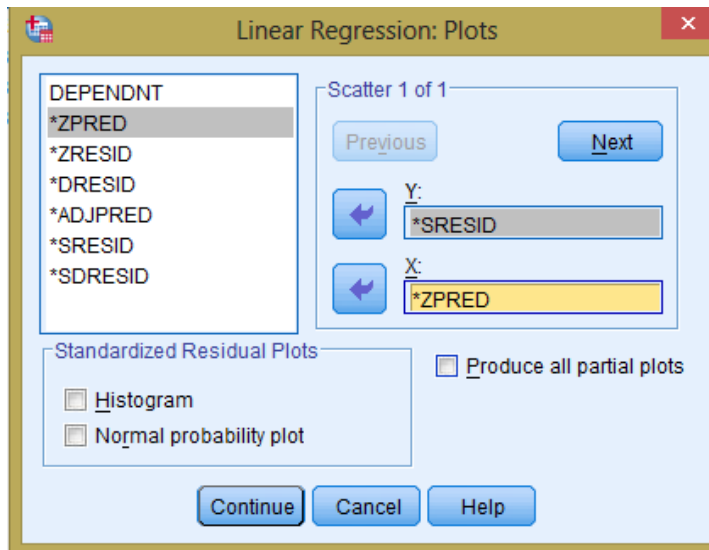 Linear Regression: Plots
DEPENDNT
*ZPRED
*ZRESID
*DRESID
*ADJPRED
*SRESID
*SDRESID
Scatter 1 of 1
Previous
Next
Y:
*SRESID
X:
*ZPRED
Standardized Residual Plots
Histogram
Normal probability plot
Produce all partial plots
Continue
Cancel
Help